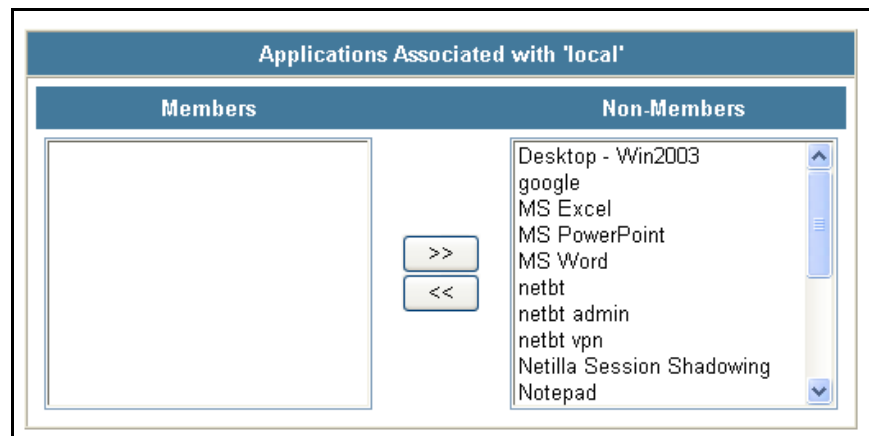 Applications Associated with 'local'
Members
Non-Members
>>
<<
Desktop - Win2003
google
MS Excel
MS PowerPoint
MS Word
netbt
netbt admin
netbt vpn
Netilla Session Shadowing
Notepad